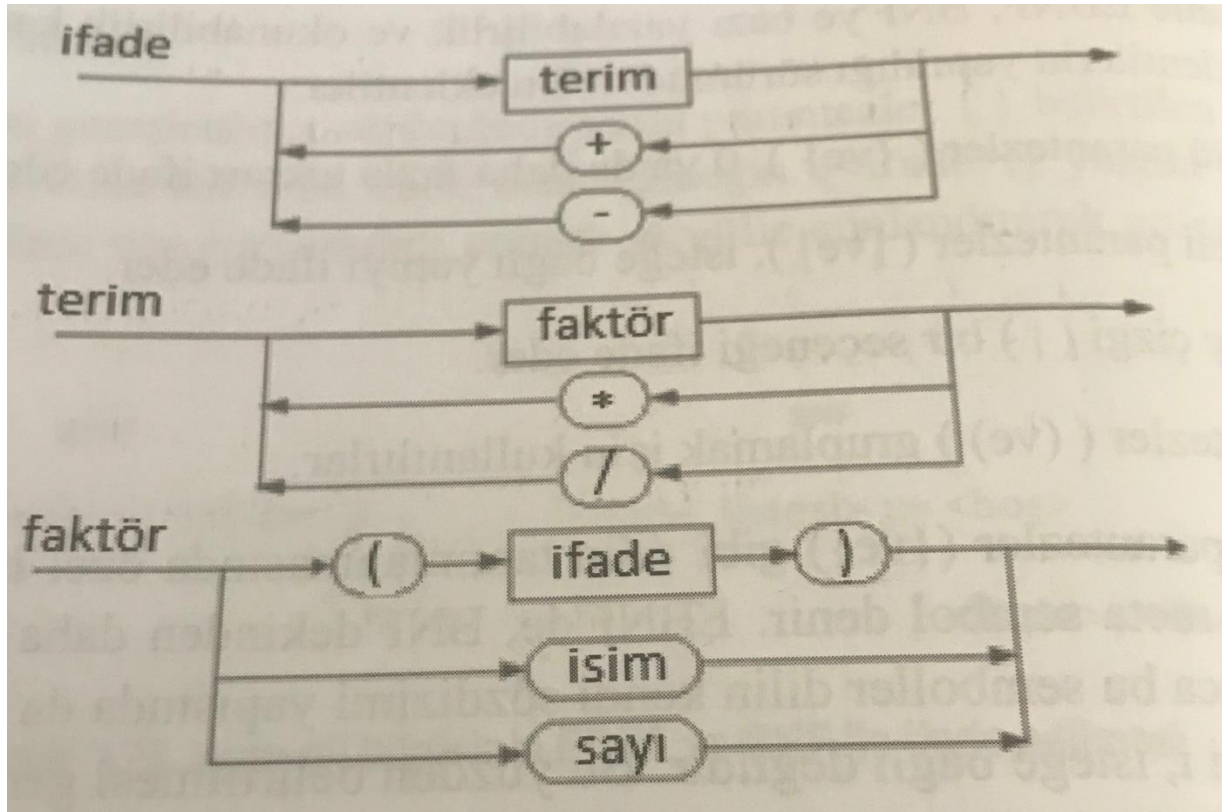 ifade
terim
+
-
terim
faktör
*
/
faktör
( ifade )
isim
sayı